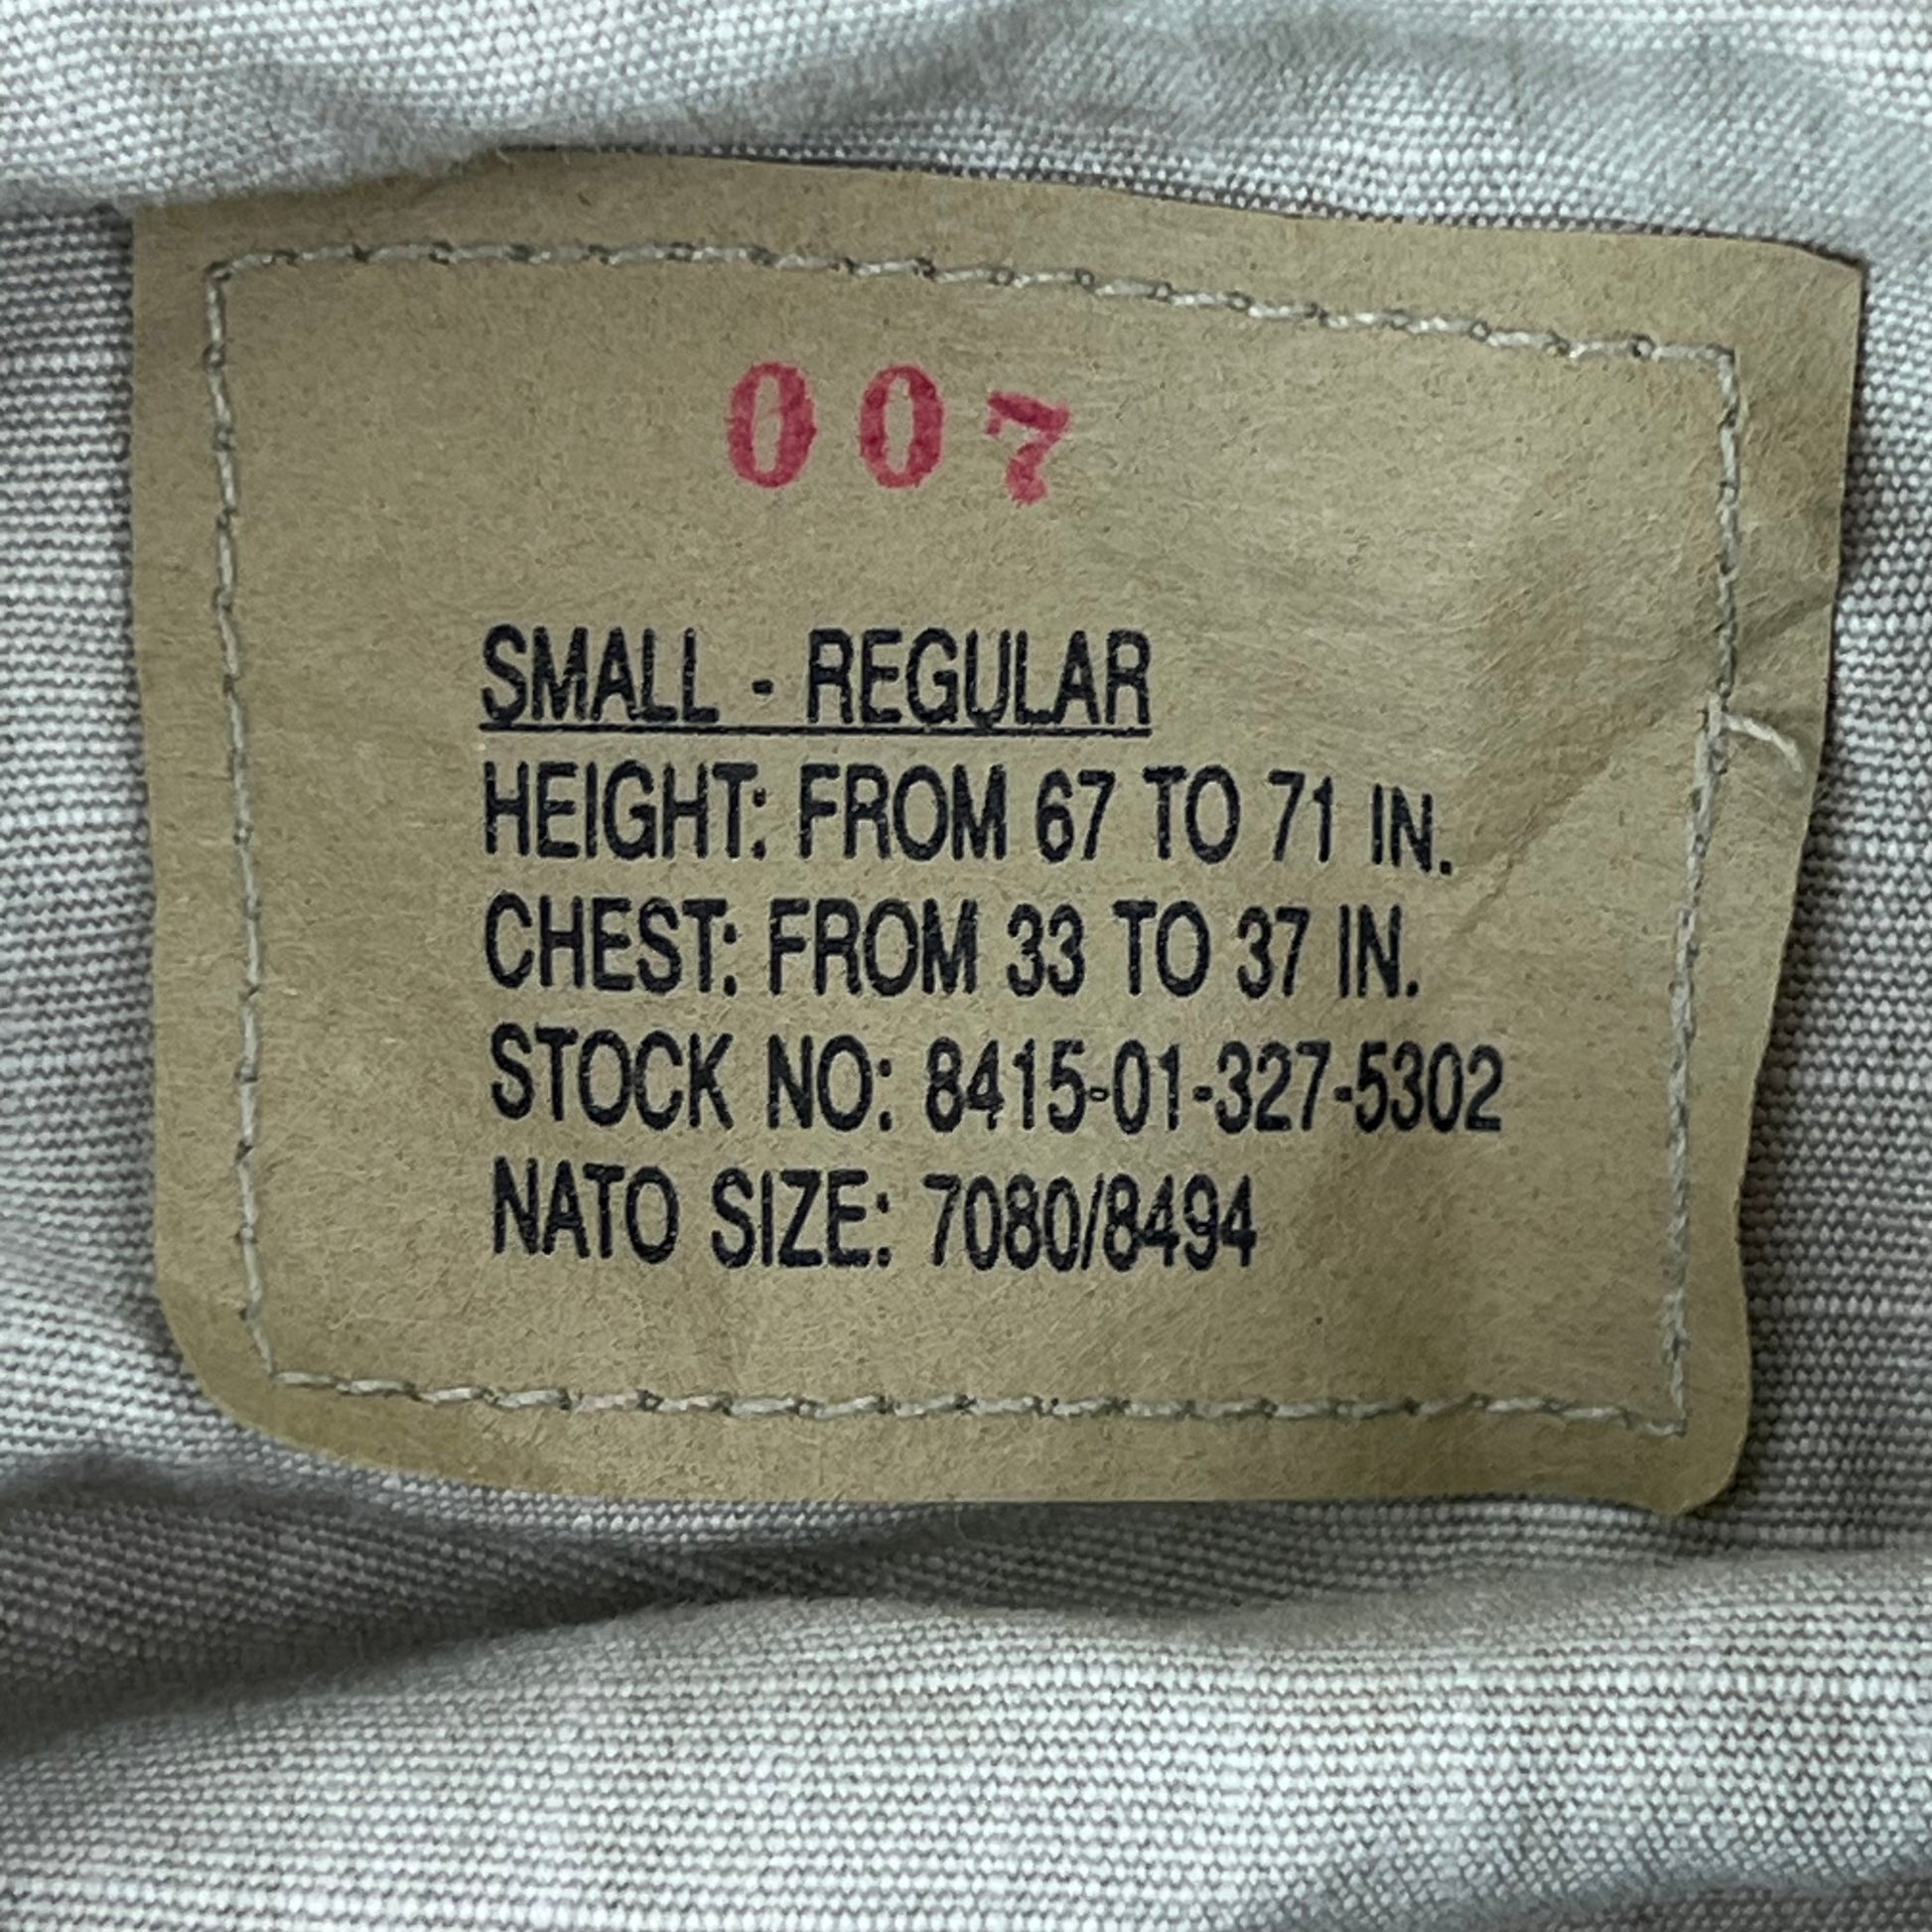 007
SMALL - REGULAR
HEIGHT: FROM 67 TO 71 IN.
CHEST: FROM 33 TO 37 IN.
STOCK NO: 8415-01-327-5302
NATO SIZE: 7080/8494